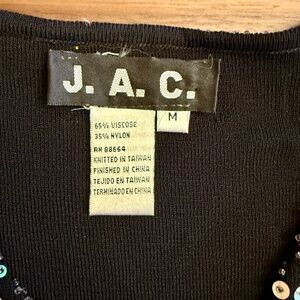 J. A. C.
M
65% VISCOSE
35% NYLON
RN 88664
KNITTED IN TAIWAN
FINISHED IN CHINA
TEJIDO EN TAIWAN
TERMINADO EN CHINA